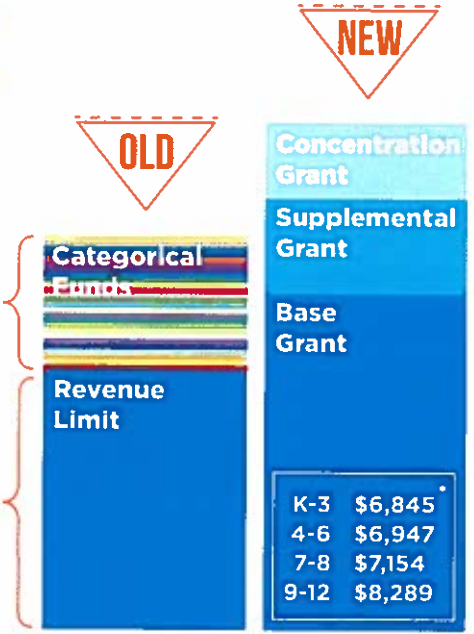 NEW
OLD
Concentration
Grant
Supplemental
Grant
Categorical
Funds
Base
Grant
Revenue
Limit
K-3 $6,845*
4-6 $6,947
7-8 $7,154
9-12 $8,289